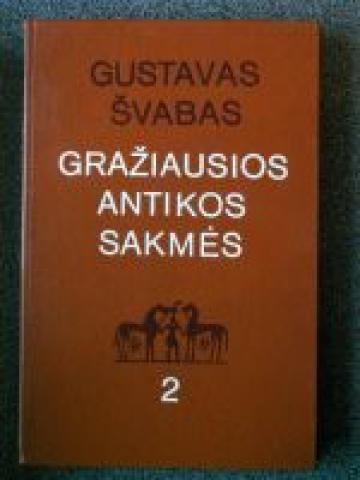 GUSTAVAS
ŠVABAS
GRAŽIAUSIOS
ANTIKOS
SAKMĖS
2